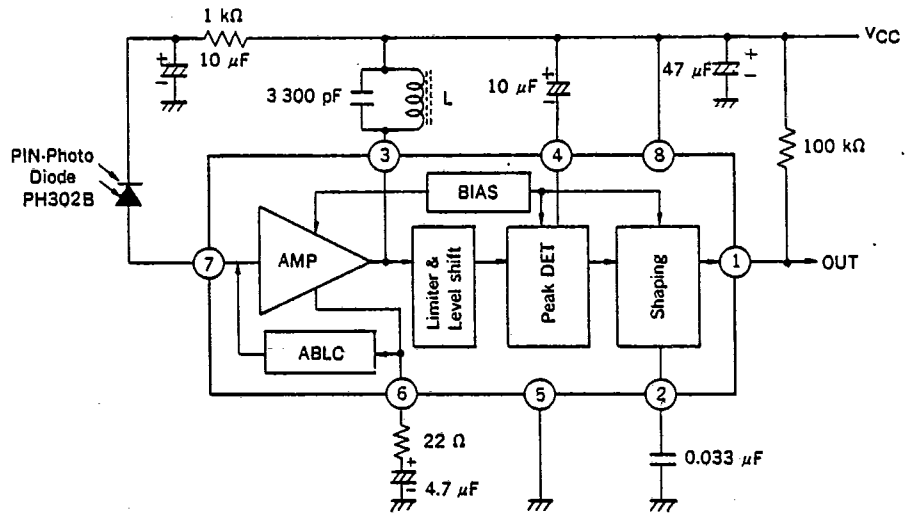 1 kΩ
10 μF
+
-
VCC
3 300 pF
L
10 μF
+
-
47 μF
+
-
100 kΩ
PIN-Photo
Diode
PH302B
3
4
8
BIAS
7
AMP
Limiter &
Level shift
Peak DET
Shaping
1
OUT
ABLC
6
5
2
22 Ω
+
-
4.7 μF
0.033 μF